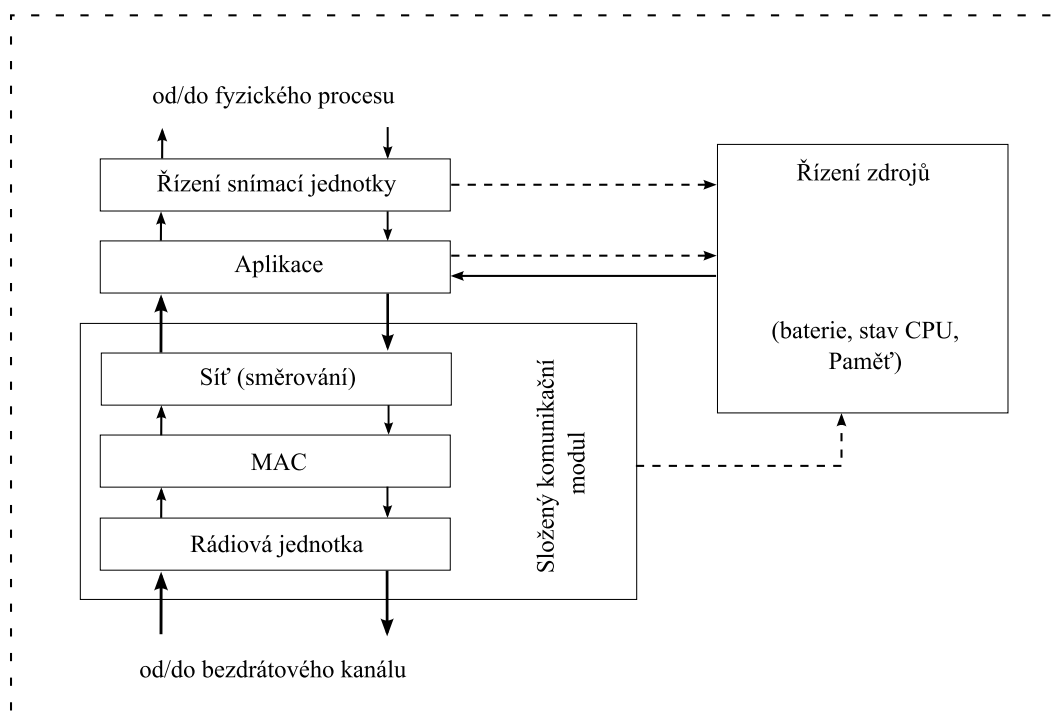 od/do fyzického procesu
Řízení snímací jednotky
Aplikace
Síť (směrování)
MAC
Rádiová jednotka
Složený komunikační
modul
od/do bezdrátového kanálu
Řízení zdrojů
(baterie, stav CPU,
Paměť)